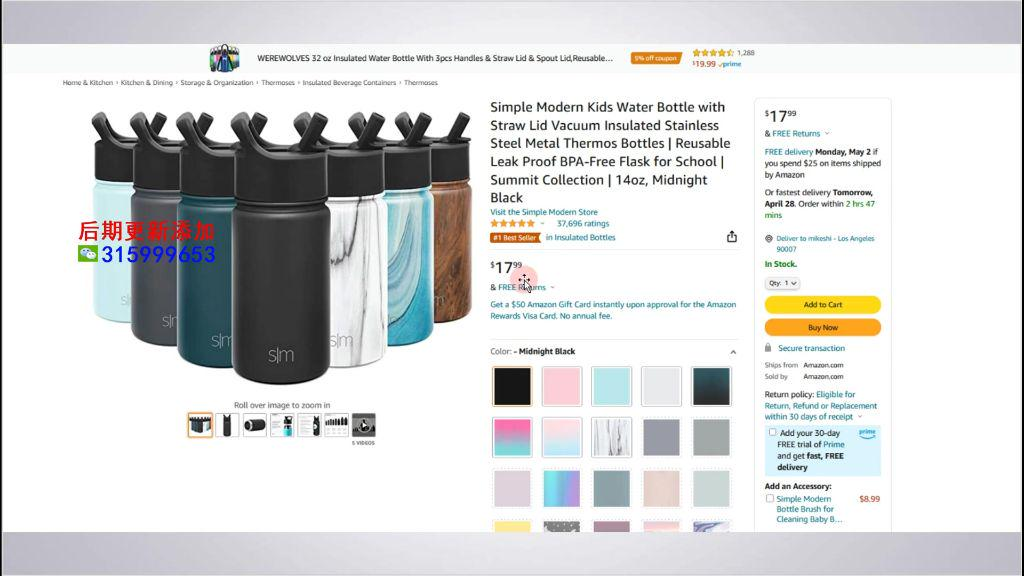 WEREWOLVES 32 oz Insulated Water Bottle With 3pcs Handles & Straw Lid & Spout Lid,Reusable...
5% off coupon
1,288
$19.99 prime
Home & Kitchen › Kitchen & Dining › Storage & Organization › Thermoses › Insulated Beverage Containers › Thermoses
后期更新添加
315999653
slm
slm
slm
slm
Roll over image to zoom in
5 VIDEOS
Simple Modern Kids Water Bottle with
Straw Lid Vacuum Insulated Stainless
Steel Metal Thermos Bottles | Reusable
Leak Proof BPA-Free Flask for School |
Summit Collection | 14oz, Midnight
Black
Visit the Simple Modern Store
37,696 ratings
#1 Best Seller in Insulated Bottles
$17.99
& FREE Returns
Get a $50 Amazon Gift Card instantly upon approval for the Amazon
Rewards Visa Card. No annual fee.
Color: - Midnight Black
$17.99
& FREE Returns
FREE delivery Monday, May 2 if
you spend $25 on items shipped
by Amazon
Or fastest delivery Tomorrow,
April 28. Order within 2 hrs 47
mins
Deliver to mikeshi - Los Angeles
90007
In Stock.
Qty: 1
Add to Cart
Buy Now
Secure transaction
Ships from Amazon.com
Sold by Amazon.com
Return policy: Eligible for
Return, Refund or Replacement
within 30 days of receipt
Add your 30-day
FREE trial of Prime
and get fast, FREE
delivery
prime
Add an Accessory:
Simple Modern
Bottle Brush for
Cleaning Baby B...
$8.99